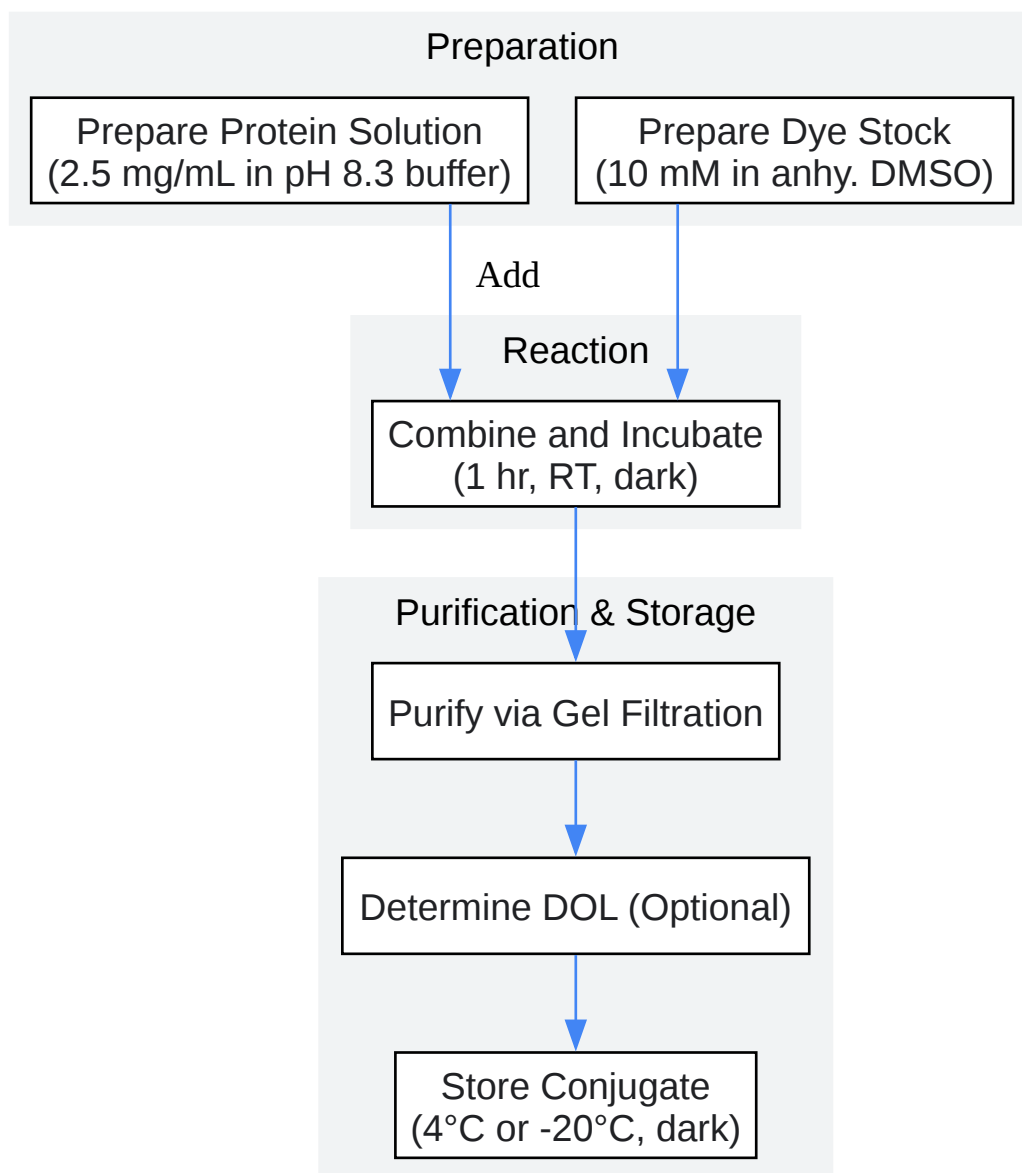 Preparation
Prepare Protein Solution
(2.5 mg/mL in pH 8.3 buffer)
Prepare Dye Stock
(10 mM in anhy. DMSO)
Add
Reaction
Combine and Incubate
(1 hr, RT, dark)
Purification & Storage
Purify via Gel Filtration
Determine DOL (Optional)
Store Conjugate
(4°C or -20°C, dark)